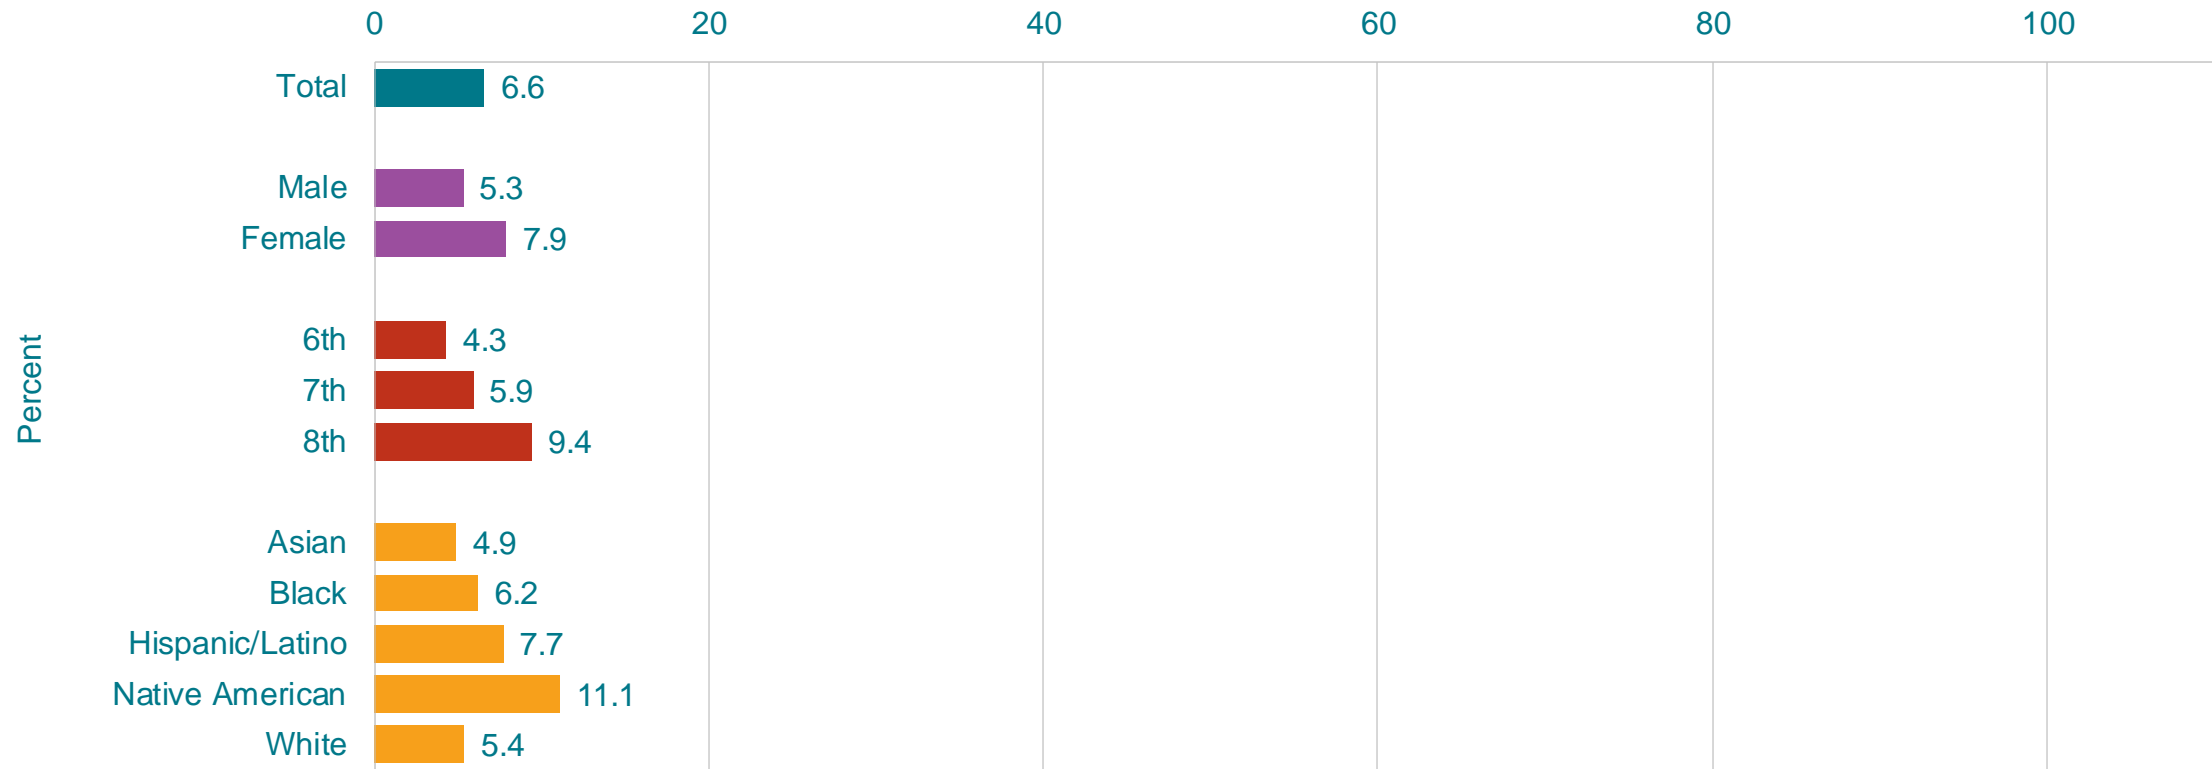 0 20 40 60 80 100
Total 6.6
Male 5.3
Female 7.9
Percent
6th 4.3
7th 5.9
8th 9.4
Asian 4.9
Black 6.2
Hispanic/Latino 7.7
Native American 11.1
White 5.4